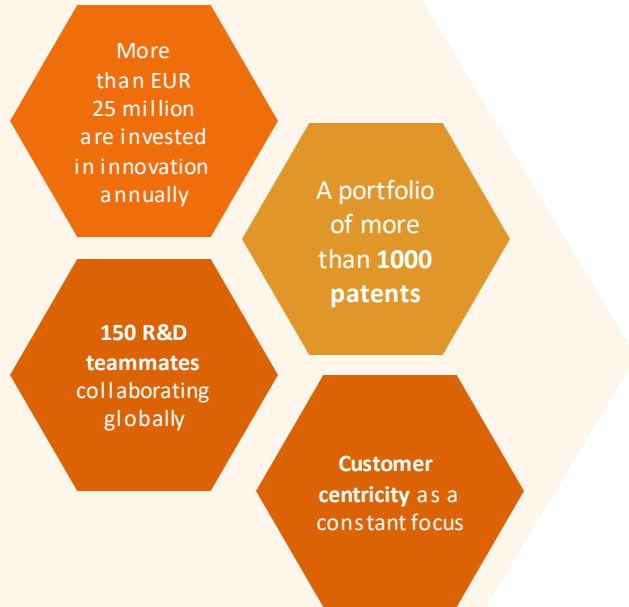 More
than EUR
25 million
are invested
in innovation
annually
A portfolio
of more
than 1000
patents
150 R&D
teammates
collaborating
globally
Customer
centricity as a
constant focus